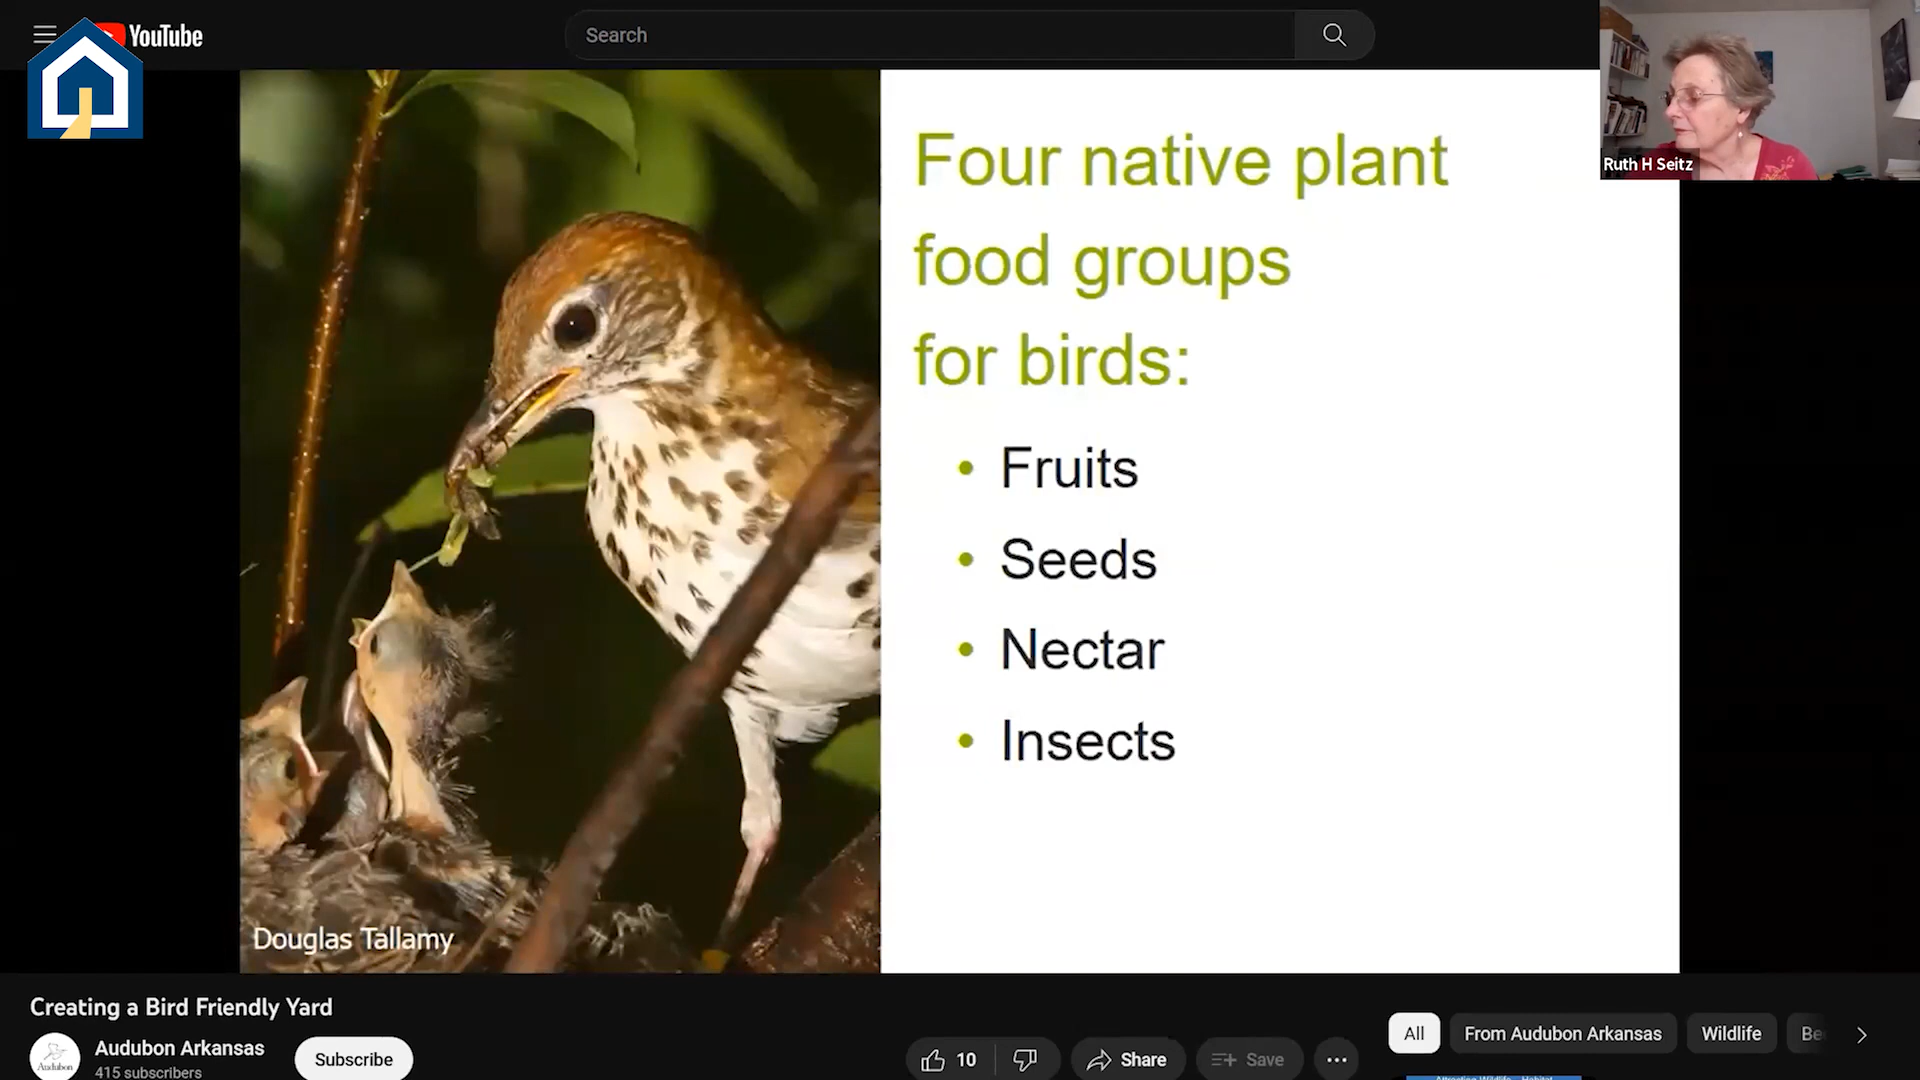 YouTube
Search
Ruth H Seitz
Four native plant
food groups
for birds:
• Fruits
• Seeds
• Nectar
• Insects
Douglas Tallamy
Creating a Bird Friendly Yard
Audubon Arkansas
415 subscribers
Audubon
Subscribe
10
Share
Save
All
From Audubon Arkansas
Wildlife